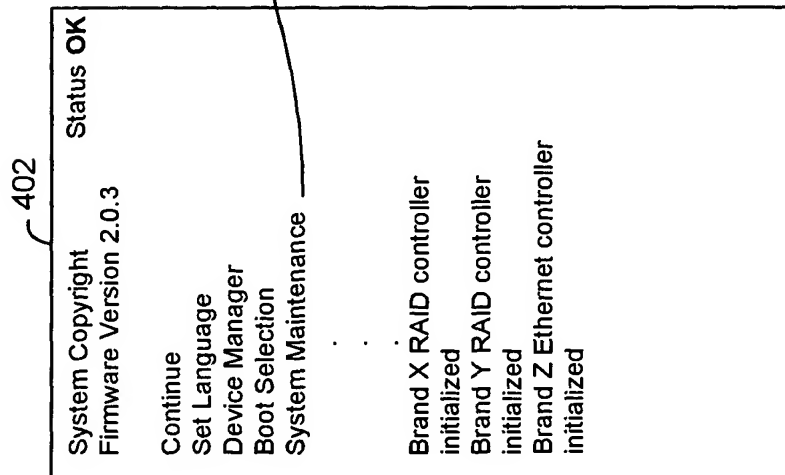 402
System Copyright Status OK
Firmware Version 2.0.3
Continue
Set Language
Device Manager
Boot Selection
System Maintenance
. . .
Brand X RAID controller
initialized
Brand Y RAID controller
initialized
Brand Z Ethernet controller
initialized